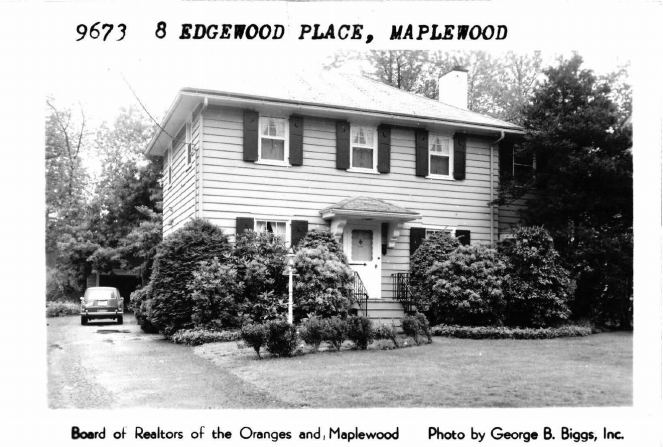 9673 8 EDGEWOOD PLACE, MAPLEWOOD
Board of Realtors of the Oranges and, Maplewood Photo by George B. Biggs, Inc.